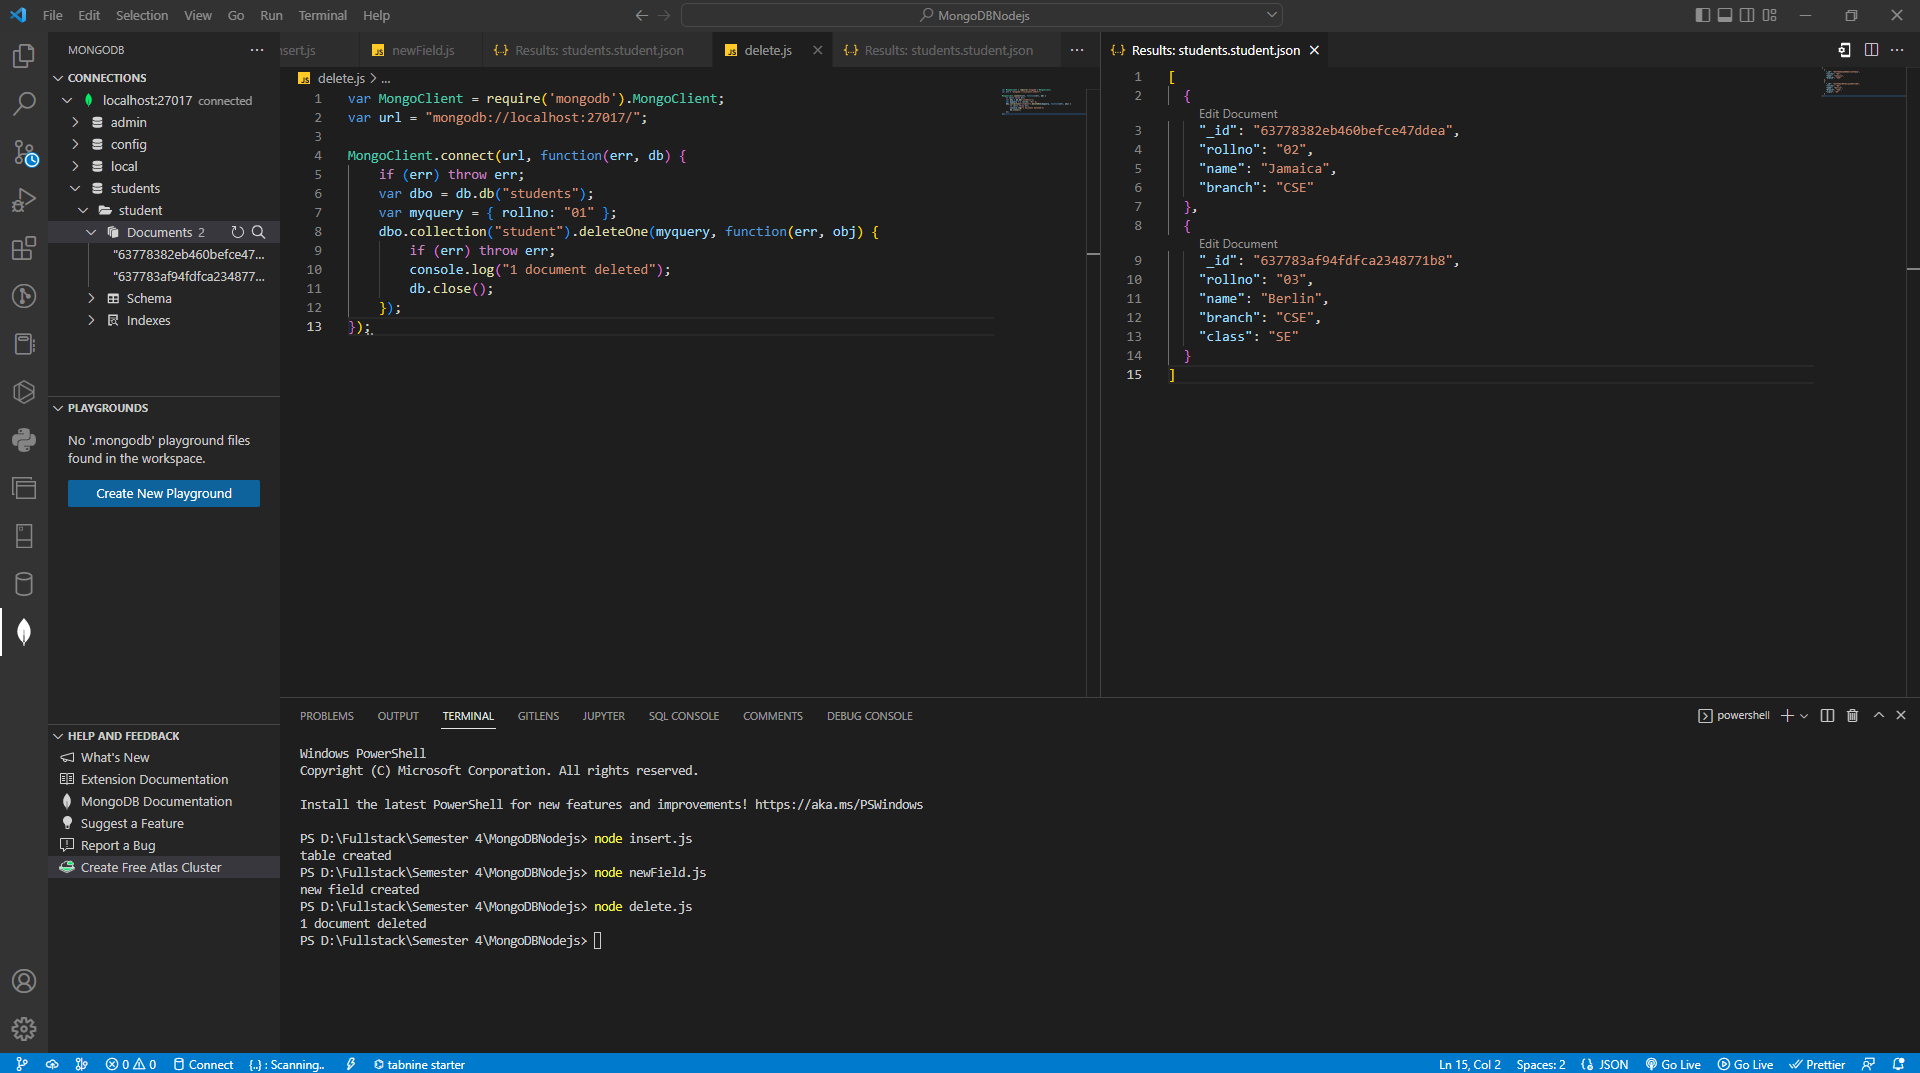 File Edit Selection View Go Run Terminal Help
MongoDBNodejs
MONGODB
CONNECTIONS
localhost:27017 connected
admin
config
local
students
student
Documents 2
"63778382eb460befce47...
"637783af94fdfca234877...
Schema
Indexes
PLAYGROUNDS
No '.mongodb' playground files
found in the workspace.
Create New Playground
HELP AND FEEDBACK
What's New
Extension Documentation
MongoDB Documentation
Suggest a Feature
Report a Bug
Create Free Atlas Cluster
nsert.js newField.js Results: students.student.json delete.js Results: students.student.json
delete.js > ...
1 var MongoClient = require('mongodb').MongoClient;
2 var url = "mongodb://localhost:27017/";
3
4 MongoClient.connect(url, function(err, db) {
5 if (err) throw err;
6 var dbo = db.db("students");
7 var myquery = { rollno: "01" };
8 dbo.collection("student").deleteOne(myquery, function(err, obj) {
9 if (err) throw err;
10 console.log("1 document deleted");
11 db.close();
12 });
13 });
Results: students.student.json
1 [
2 {
Edit Document
3 "_id": "63778382eb460befce47ddea",
4 "rollno": "02",
5 "name": "Jamaica",
6 "branch": "CSE"
7 },
8 {
Edit Document
9 "_id": "637783af94fdfca2348771b8",
10 "rollno": "03",
11 "name": "Berlin",
12 "branch": "CSE",
13 "class": "SE"
14 }
15 ]
PROBLEMS OUTPUT TERMINAL GITLENS JUPYTER SQL CONSOLE COMMENTS DEBUG CONSOLE
powershell
Windows PowerShell
Copyright (C) Microsoft Corporation. All rights reserved.
Install the latest PowerShell for new features and improvements! https://aka.ms/PSWindows
PS D:\Fullstack\Semester 4\MongoDBNodejs> node insert.js
table created
PS D:\Fullstack\Semester 4\MongoDBNodejs> node newField.js
new field created
PS D:\Fullstack\Semester 4\MongoDBNodejs> node delete.js
1 document deleted
PS D:\Fullstack\Semester 4\MongoDBNodejs>
0 0 Connect {..} : Scanning.. tabnine starter
Ln 15, Col 2 Spaces: 2 JSON Go Live Go Live Prettier